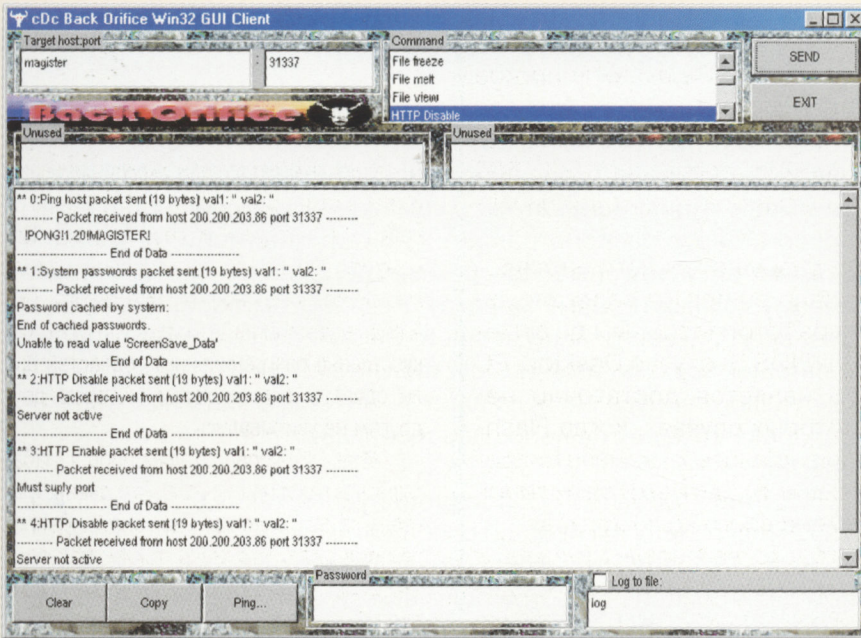 cDc Back Orifice Win32 GUI Client
Target host:port
magister : 31337
Command
File freeze
File melt
File view
HTTP Disable
SEND
EXIT
Back Orifice
Unused
Unused
** 0:Ping host packet sent (19 bytes) val1: '' val2: ''
--------- Packet received from host 200.200.203.86 port 31337 ---------
!PONG!1.20!MAGISTER!
---------------------- End of Data --------------------
** 1:System passwords packet sent (19 bytes) val1: '' val2: ''
--------- Packet received from host 200.200.203.86 port 31337 ---------
Password cached by system:
End of cached passwords.
Unable to read value 'ScreenSave_Data'
---------------------- End of Data --------------------
** 2:HTTP Disable packet sent (19 bytes) val1: '' val2: ''
--------- Packet received from host 200.200.203.86 port 31337 ---------
Server not active
---------------------- End of Data --------------------
** 3:HTTP Enable packet sent (19 bytes) val1: '' val2: ''
--------- Packet received from host 200.200.203.86 port 31337 ---------
Must suply port
---------------------- End of Data --------------------
** 4:HTTP Disable packet sent (19 bytes) val1: '' val2: ''
--------- Packet received from host 200.200.203.86 port 31337 ---------
Server not active
Clear
Copy
Ping...
Password
Log to file:
log